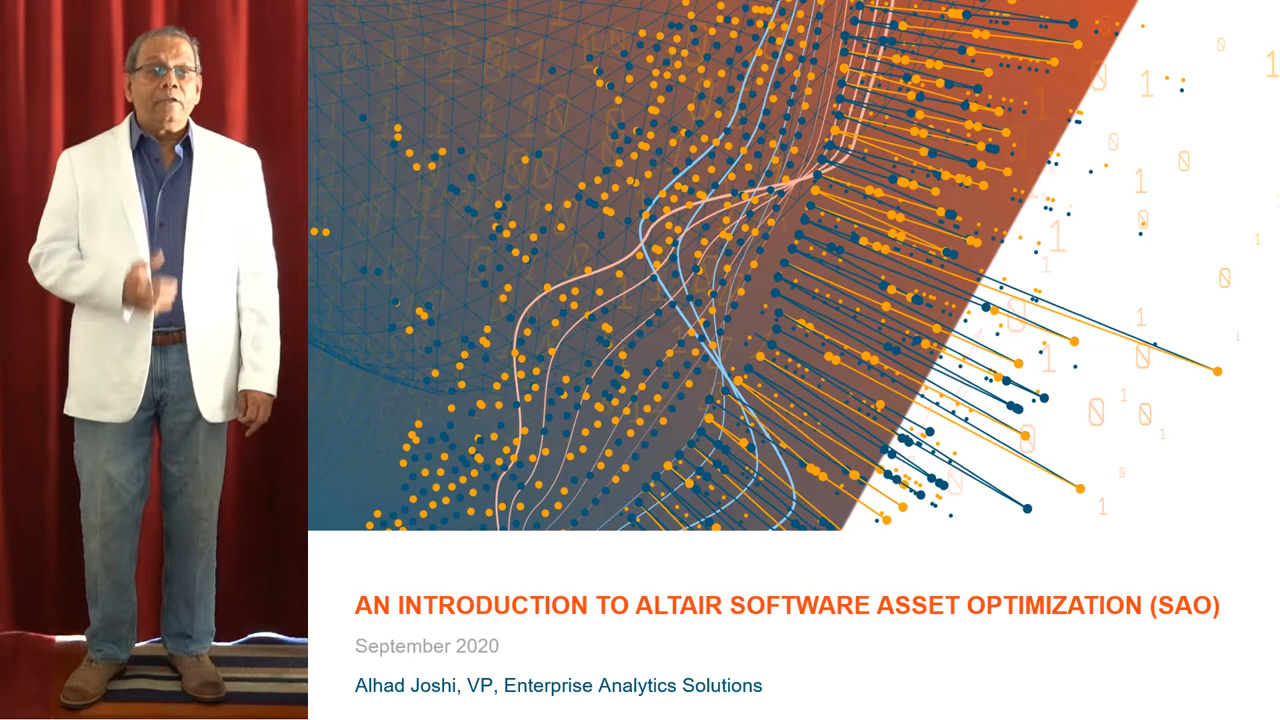 AN INTRODUCTION TO ALTAIR SOFTWARE ASSET OPTIMIZATION (SAO)
September 2020
Alhad Joshi, VP, Enterprise Analytics Solutions